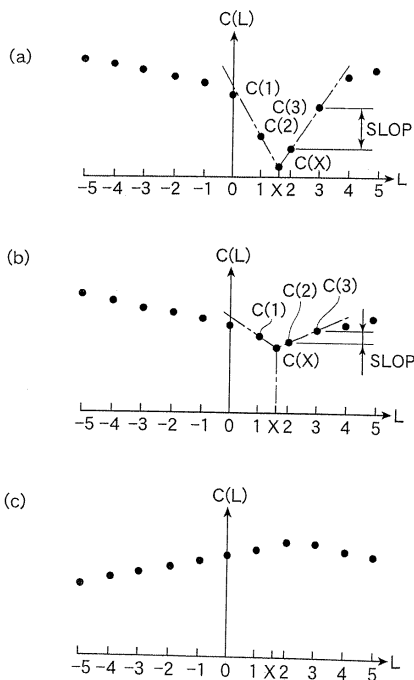 C(L)
(a)
C(1)
C(3)
C(2)
SLOP
C(X)
-5 -4 -3 -2 -1 0 1 X 2 3 4 5 L
C(L)
(b)
C(1) C(2) C(3)
C(X)
SLOP
-5 -4 -3 -2 -1 0 1 X 2 3 4 5 L
C(L)
(c)
-5 -4 -3 -2 -1 0 1 X 2 3 4 5 L